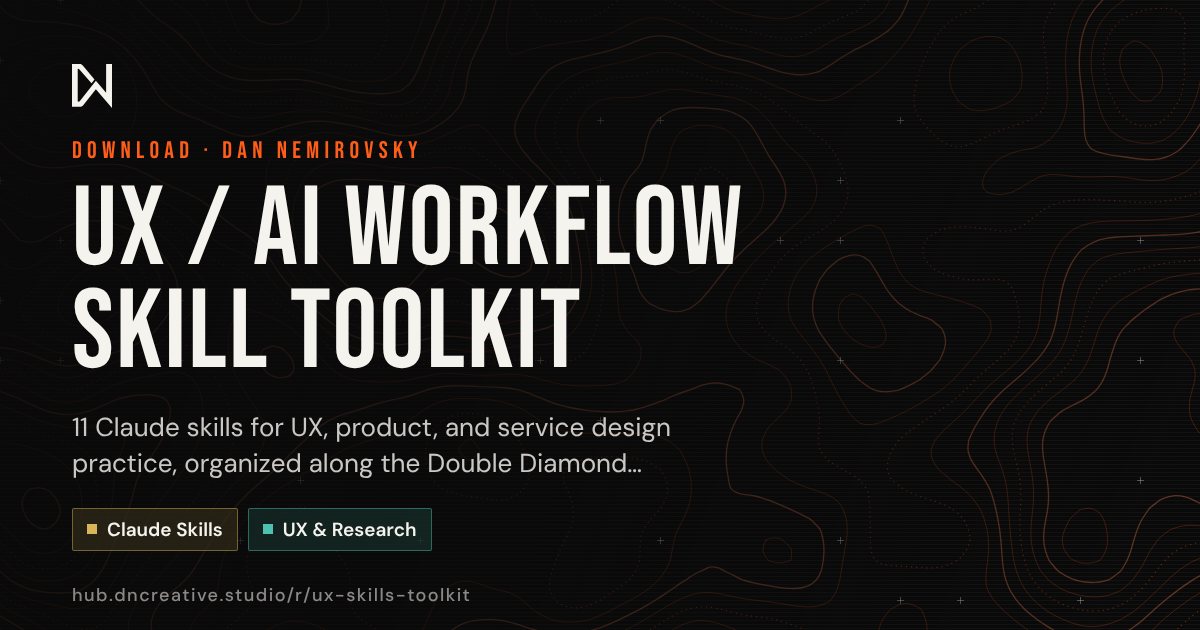 DOWNLOAD · DAN NEMIROVSKY
UX / AI WORKFLOW
SKILL TOOLKIT
11 Claude skills for UX, product, and service design
practice, organized along the Double Diamond...
Claude Skills
UX & Research
hub.dncreative.studio/r/ux-skills-toolkit